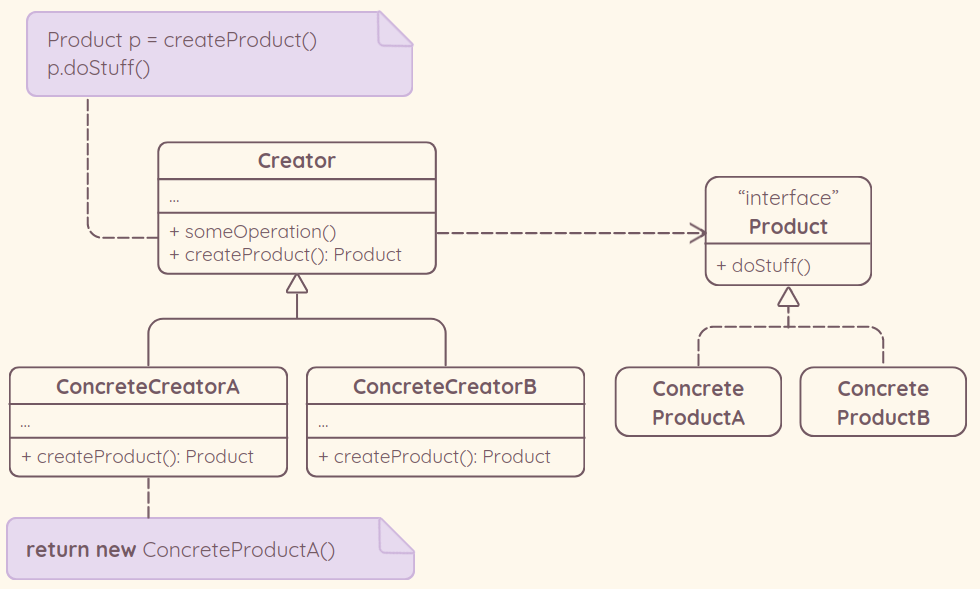 Product p = createProduct()
p.doStuff()
Creator
...
+ someOperation()
+ createProduct(): Product
“interface”
Product
+ doStuff()
ConcreteCreatorA
...
+ createProduct(): Product
ConcreteCreatorB
...
+ createProduct(): Product
Concrete
ProductA
Concrete
ProductB
return new ConcreteProductA()